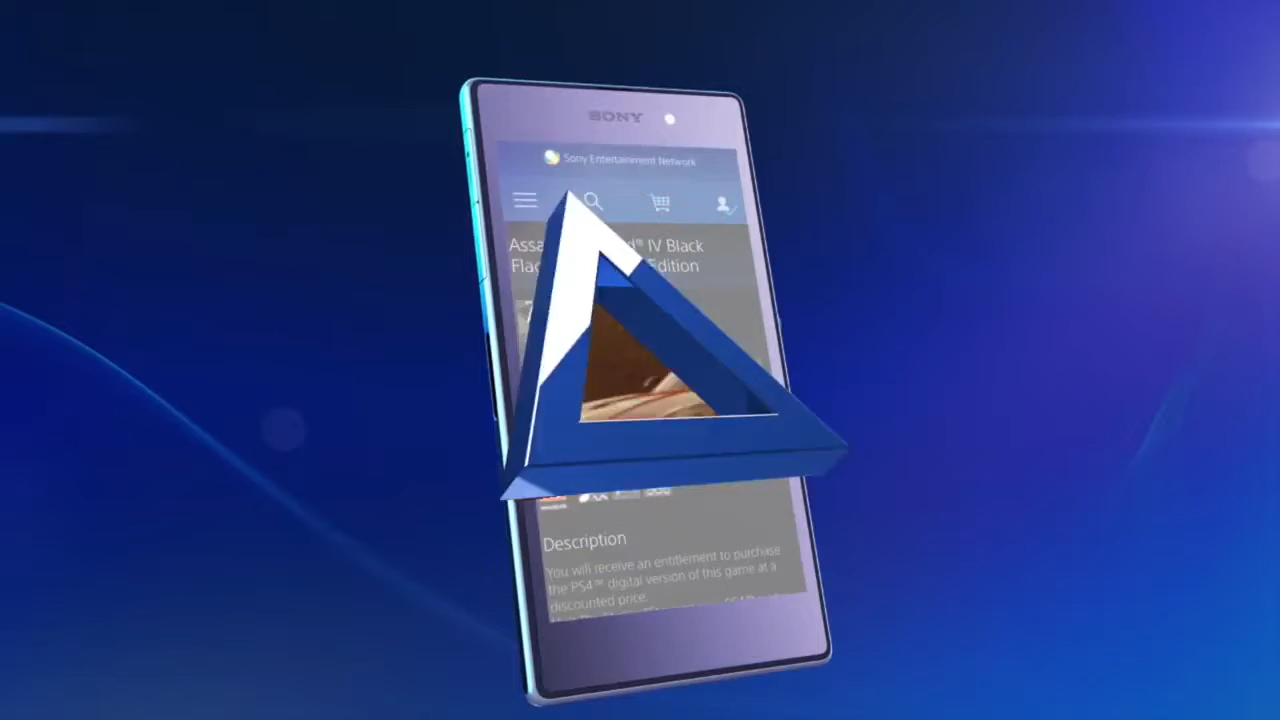 SONY
Sony Entertainment Network
Assa d® IV Black
Flag Edition
Description
You will receive an entitlement to purchase
the PS4™ digital version of this game at a
discounted price.